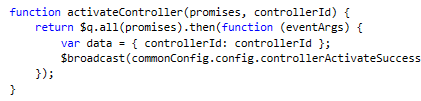 function activateController(promises, controllerId) {
    return $q.all(promises).then(function (eventArgs) {
        var data = { controllerId: controllerId };
        $broadcast(commonConfig.config.controllerActivateSuccess
    });
}